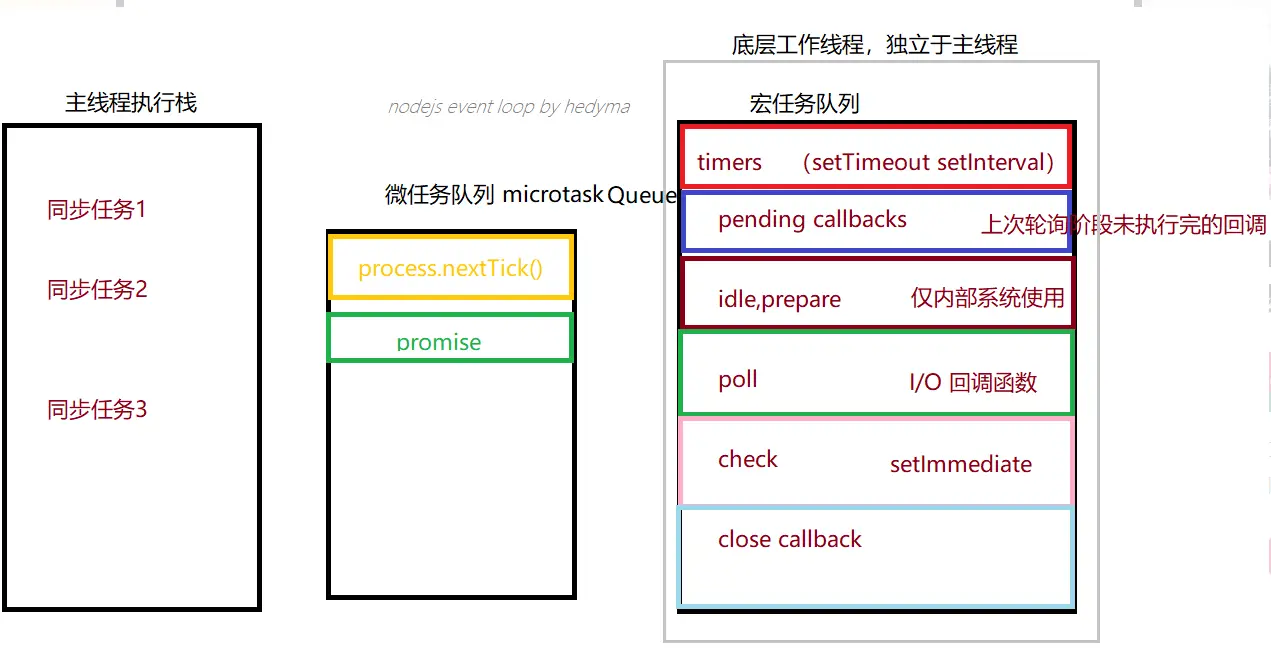 底层工作线程，独立于主线程
主线程执行栈
nodejs event loop by hedyma
宏任务队列
同步任务1
同步任务2
同步任务3
微任务队列 microtask Queue
process.nextTick()
promise
timers （setTimeout setInterval）
pending callbacks 上次轮询阶段未执行完的回调
idle,prepare 仅内部系统使用
poll I/O 回调函数
check setImmediate
close callback